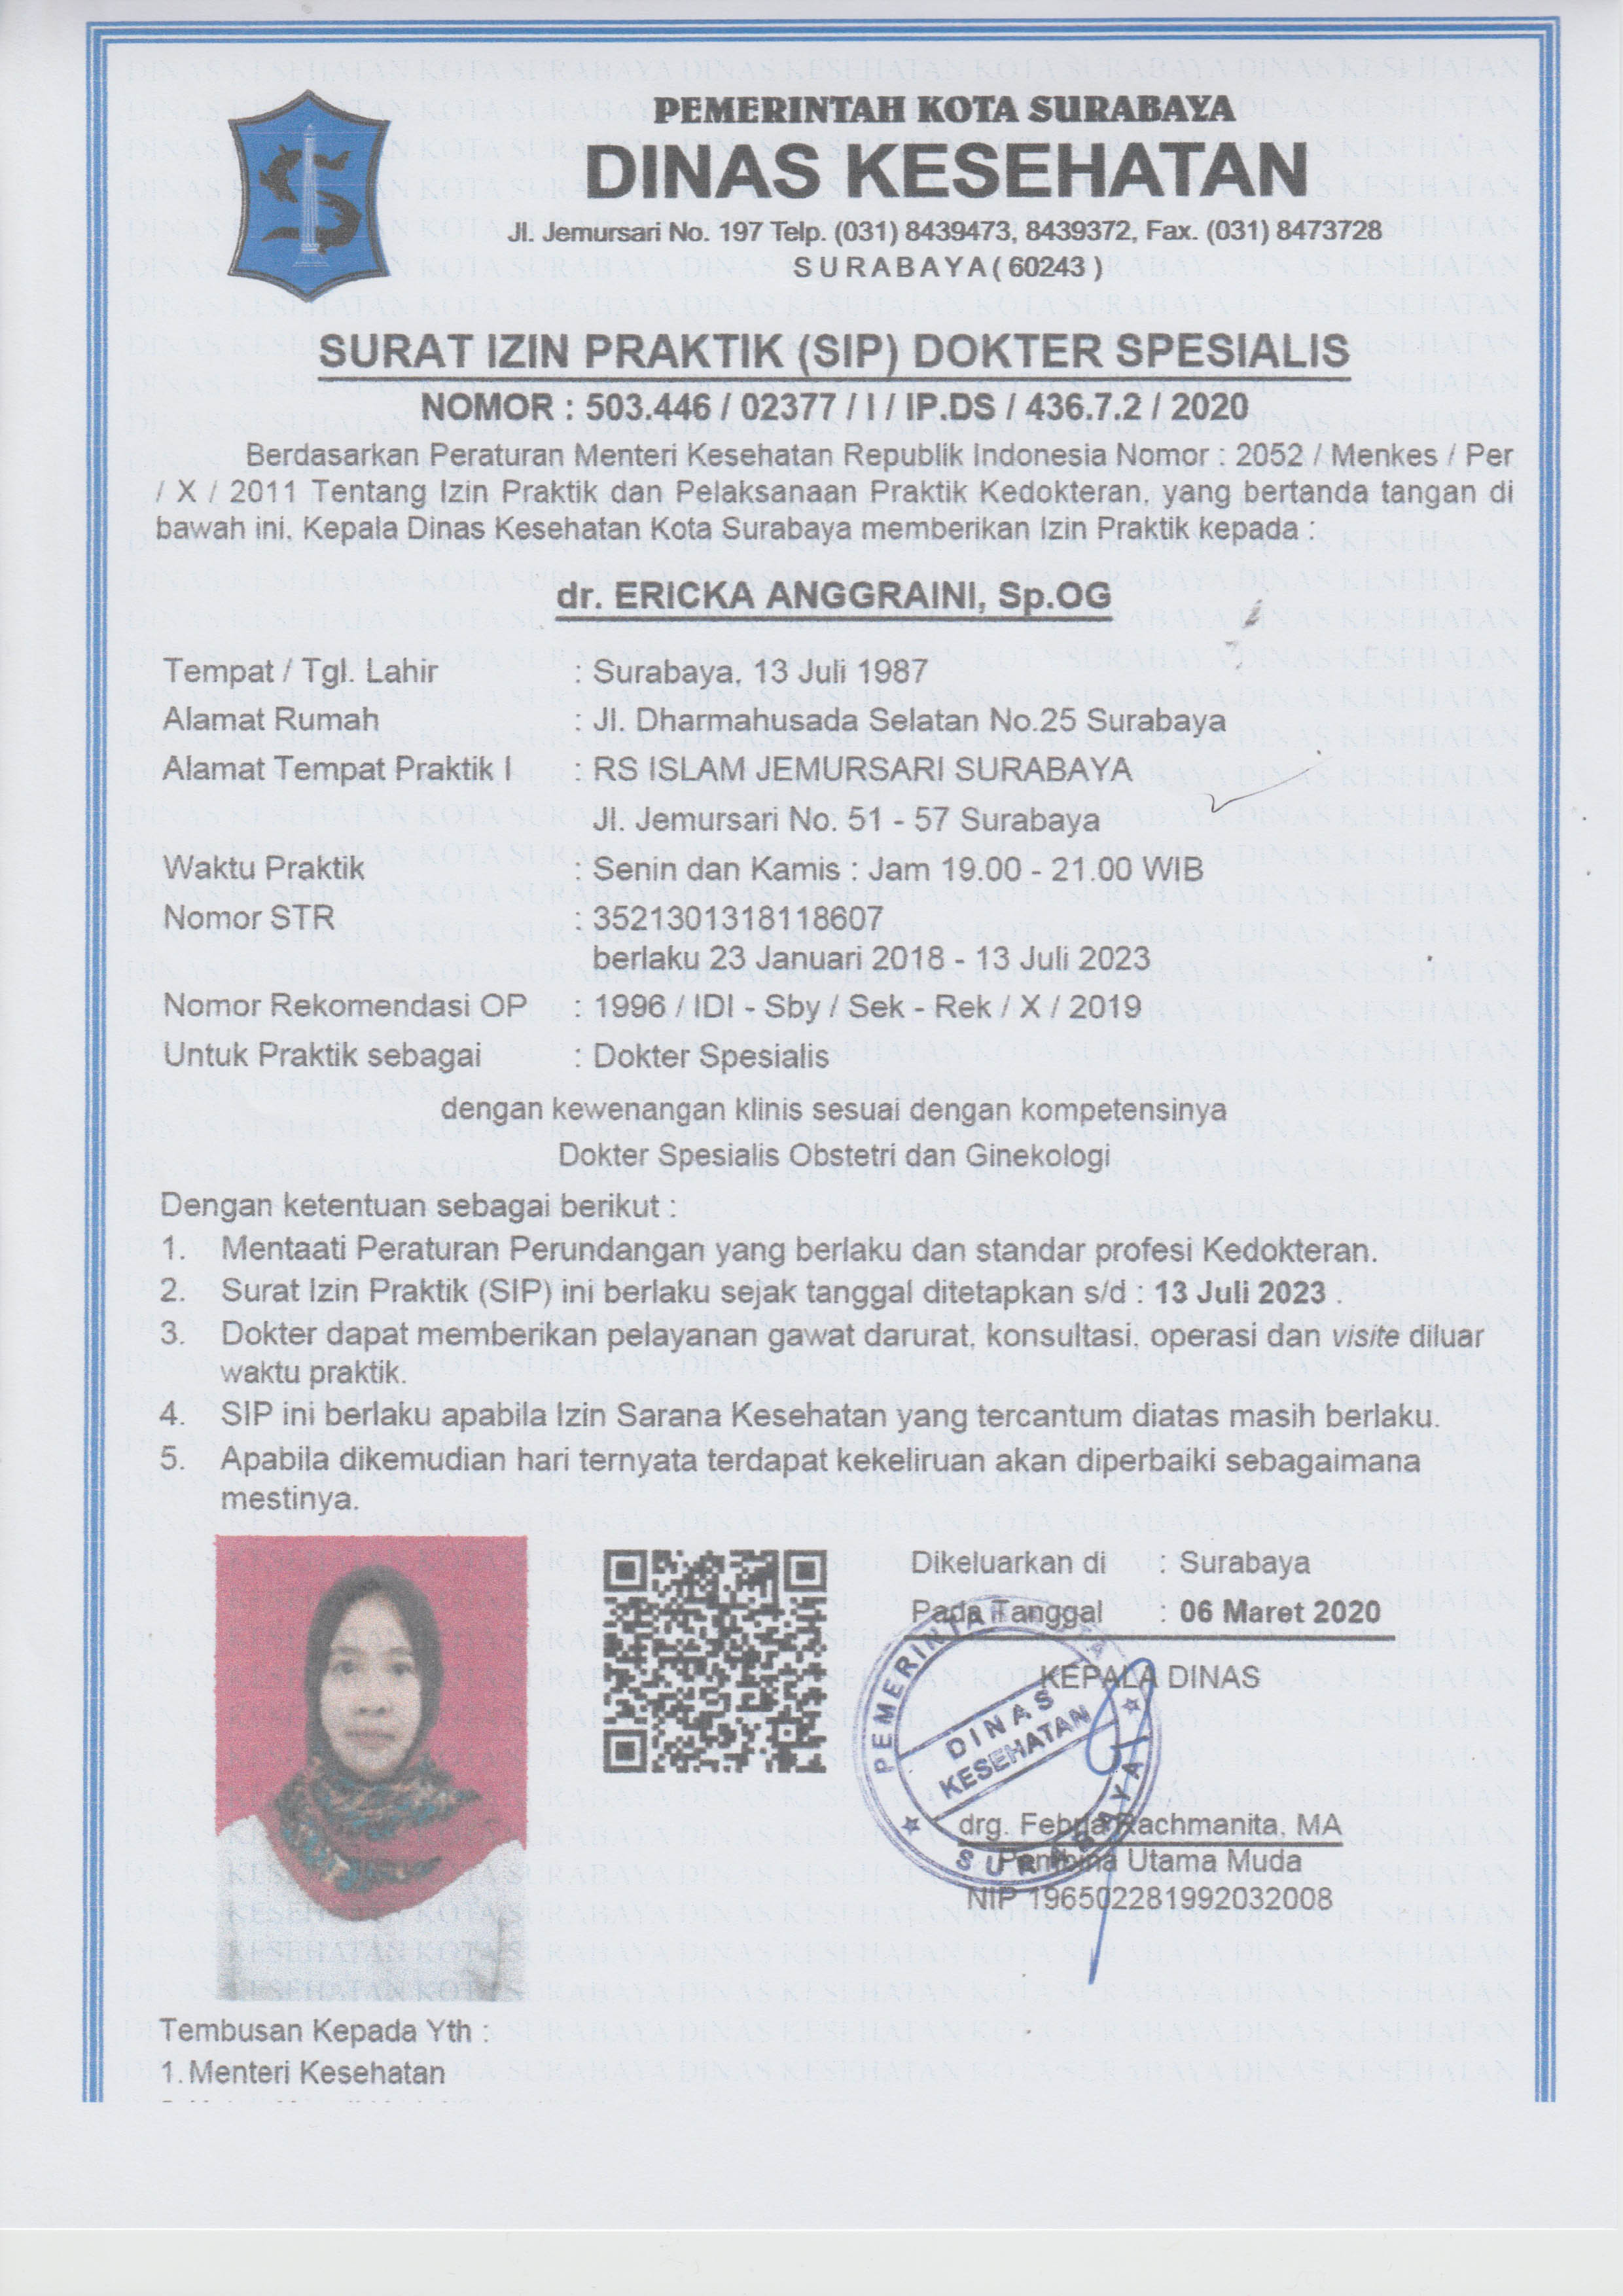 PEMERINTAH KOTA SURABAYA
DINAS KESEHATAN
Jl. Jemursari No. 197 Telp. (031) 8439473, 8439372, Fax. (031) 8473728
S U R A B A Y A ( 60243 )
SURAT IZIN PRAKTIK (SIP) DOKTER SPESIALIS
NOMOR : 503.446 / 02377 / I / IP.DS / 436.7.2 / 2020
Berdasarkan Peraturan Menteri Kesehatan Republik Indonesia Nomor : 2052 / Menkes / Per
/ X / 2011 Tentang Izin Praktik dan Pelaksanaan Praktik Kedokteran, yang bertanda tangan di
bawah ini, Kepala Dinas Kesehatan Kota Surabaya memberikan Izin Praktik kepada :
dr. ERICKA ANGGRAINI, Sp.OG
Tempat / Tgl. Lahir : Surabaya, 13 Juli 1987
Alamat Rumah : Jl. Dharmahusada Selatan No.25 Surabaya
Alamat Tempat Praktik I : RS ISLAM JEMURSARI SURABAYA
Jl. Jemursari No. 51 - 57 Surabaya
Waktu Praktik : Senin dan Kamis : Jam 19.00 - 21.00 WIB
Nomor STR : 3521301318118607
berlaku 23 Januari 2018 - 13 Juli 2023
Nomor Rekomendasi OP : 1996 / IDI - Sby / Sek - Rek / X / 2019
Untuk Praktik sebagai : Dokter Spesialis
dengan kewenangan klinis sesuai dengan kompetensinya
Dokter Spesialis Obstetri dan Ginekologi
Dengan ketentuan sebagai berikut :
1. Mentaati Peraturan Perundangan yang berlaku dan standar profesi Kedokteran.
2. Surat Izin Praktik (SIP) ini berlaku sejak tanggal ditetapkan s/d : 13 Juli 2023 .
3. Dokter dapat memberikan pelayanan gawat darurat, konsultasi, operasi dan visite diluar
waktu praktik.
4. SIP ini berlaku apabila Izin Sarana Kesehatan yang tercantum diatas masih berlaku.
5. Apabila dikemudian hari ternyata terdapat kekeliruan akan diperbaiki sebagaimana
mestinya.
Dikeluarkan di : Surabaya
Pada Tanggal : 06 Maret 2020
KEPALA DINAS
PEMERINTAH KOTA
DINAS
KESEHATAN
SURABAYA
drg. Febria Rachmanita, MA
Pembina Utama Muda
NIP 196502281992032008
Tembusan Kepada Yth :
1. Menteri Kesehatan